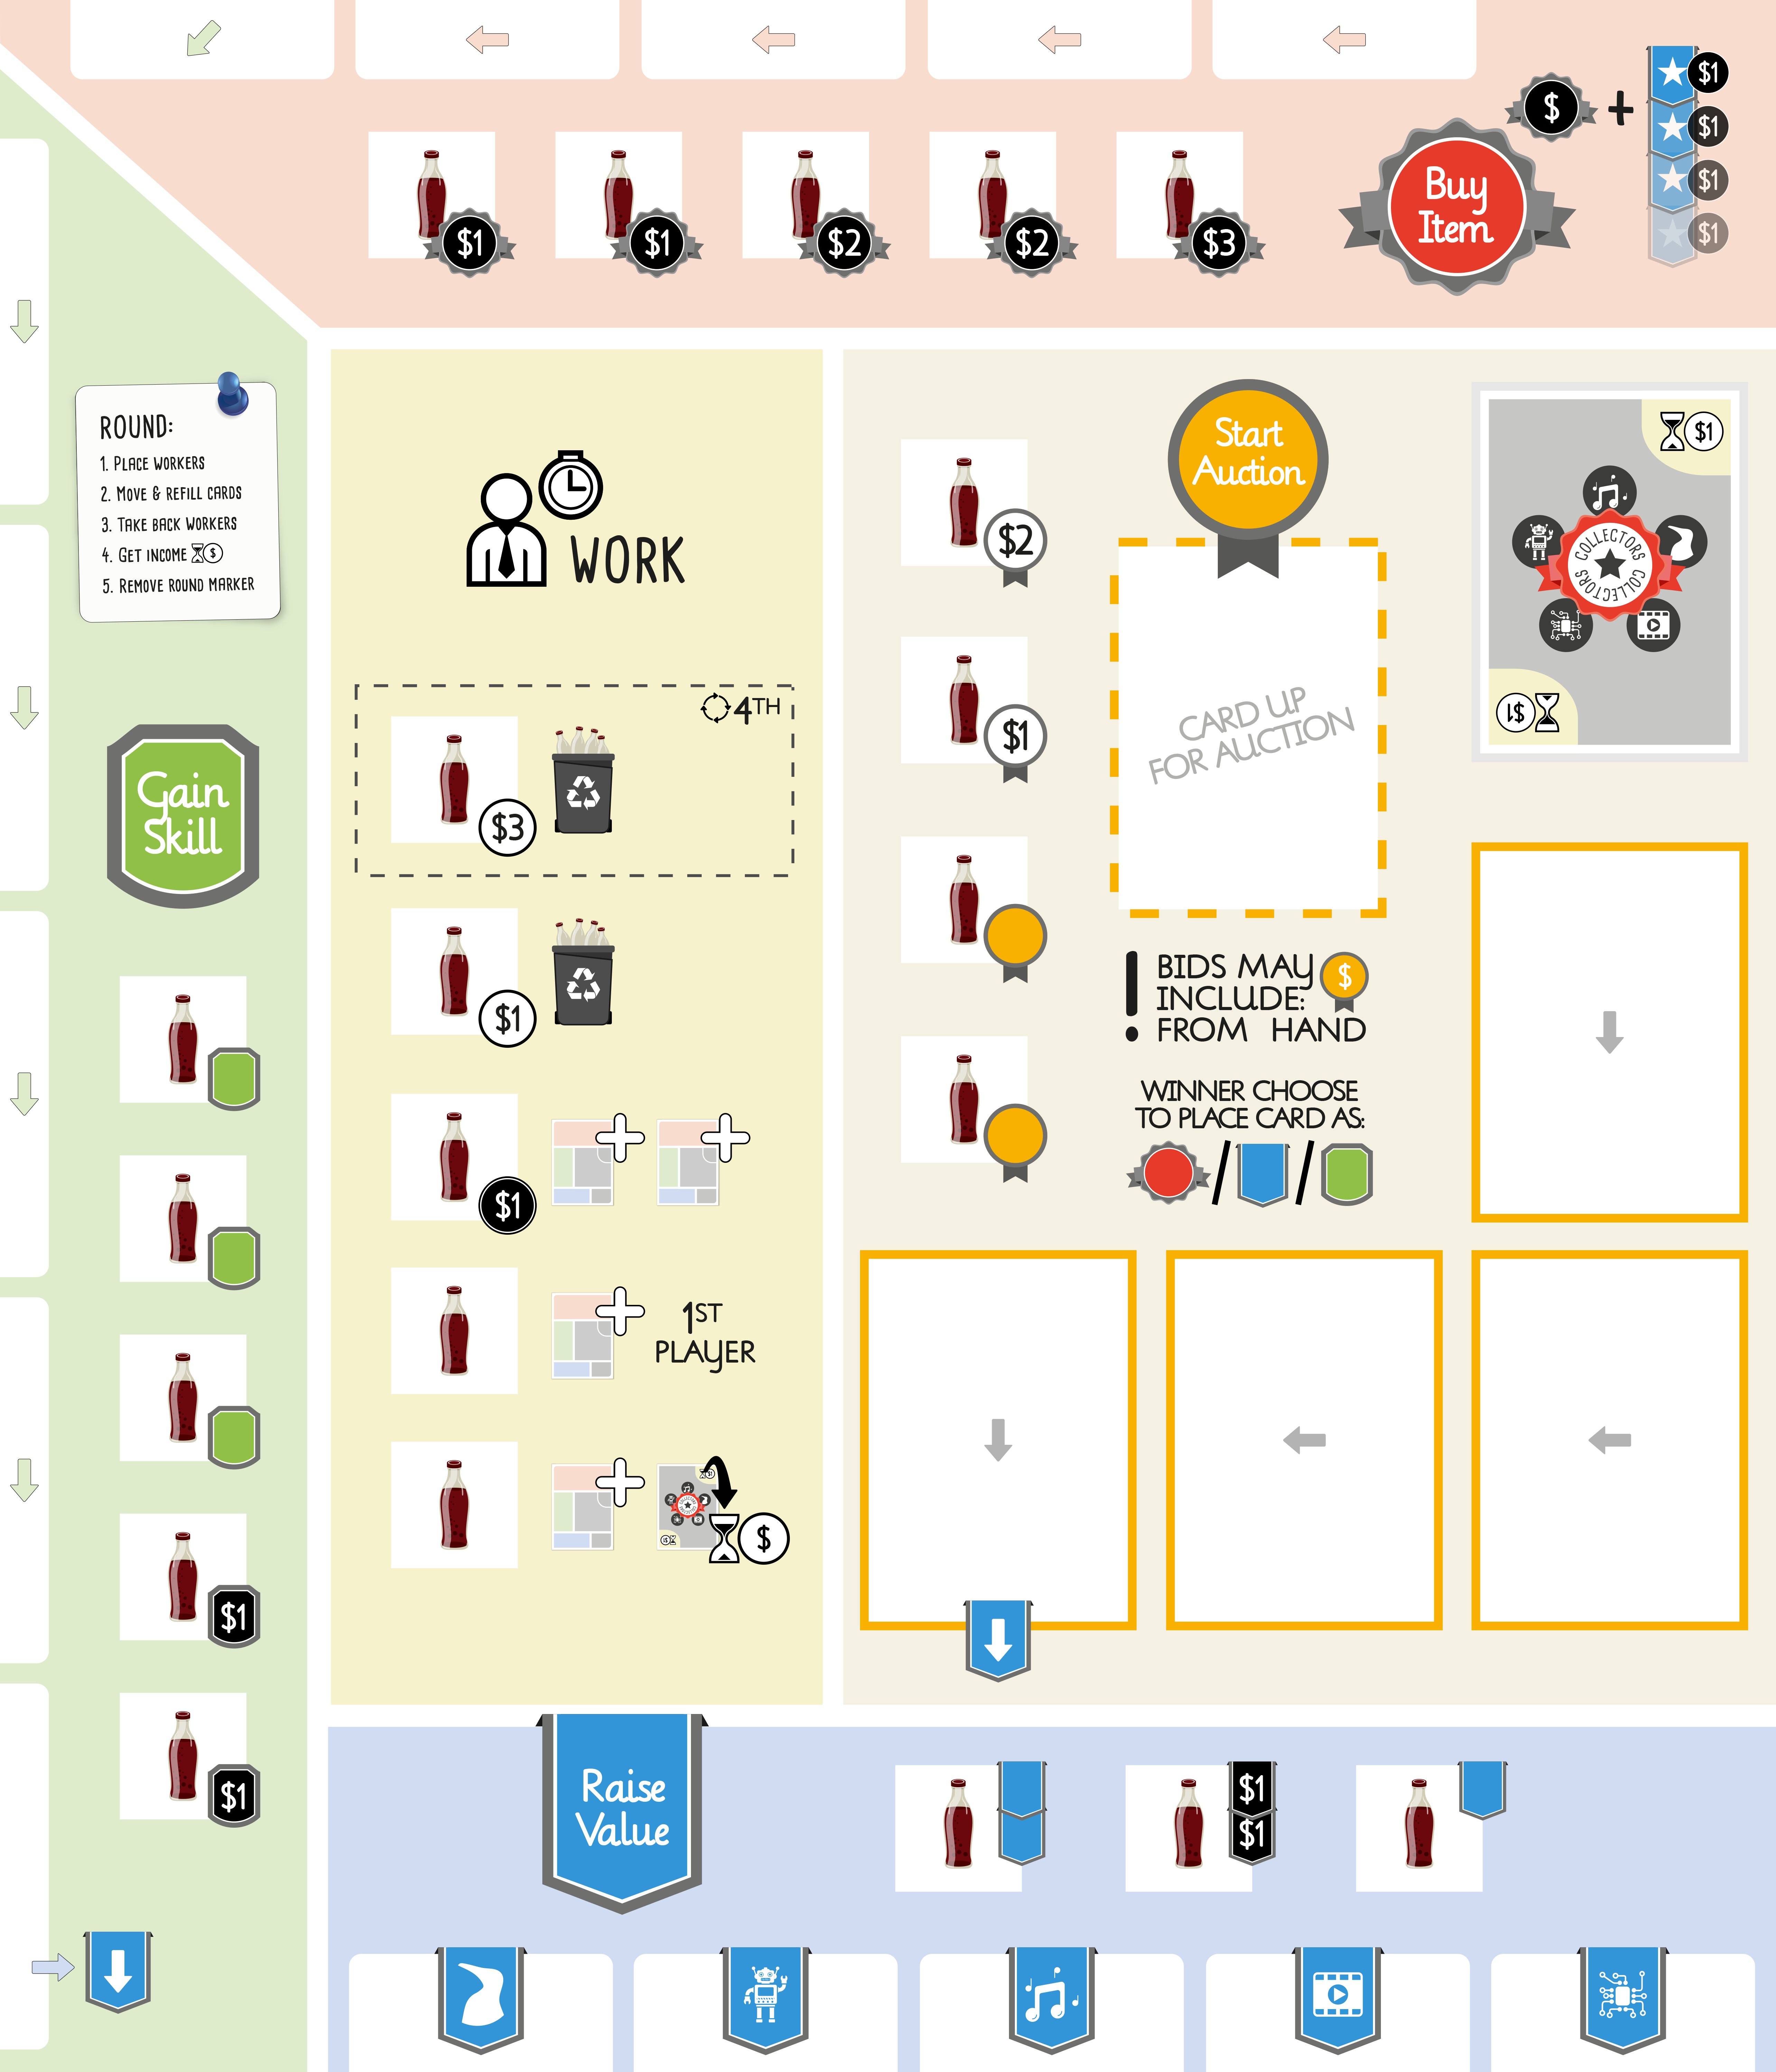 $1
$1
$1
$1
$
+
Buy
Item
$1
$1
$2
$2
$3
ROUND:
1. PLACE WORKERS
2. MOVE & REFILL CARDS
3. TAKE BACK WORKERS
4. GET INCOME $
5. REMOVE ROUND MARKER
Gain
Skill
$1
$1
WORK
4TH
$3
$1
$1
1ST
PLAYER
$
Start
Auction
$2
$1
CARD UP
FOR AUCTION
! BIDS MAY $
INCLUDE:
FROM HAND
WINNER CHOOSE
TO PLACE CARD AS:
/ /
$1
COLLECTORS
COLLECTORS
$1
Raise
Value
$1
$1